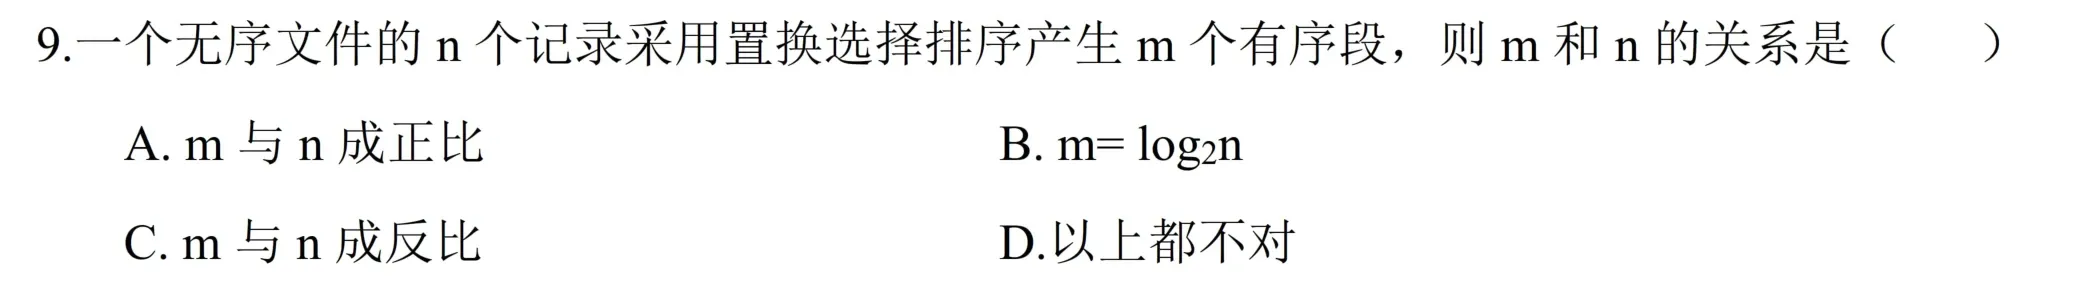 9.一个无序文件的 n 个记录采用置换选择排序产生 m 个有序段，则 m 和 n 的关系是（　　）
A. m 与 n 成正比　　B. m= log₂n
C. m 与 n 成反比　　D.以上都不对